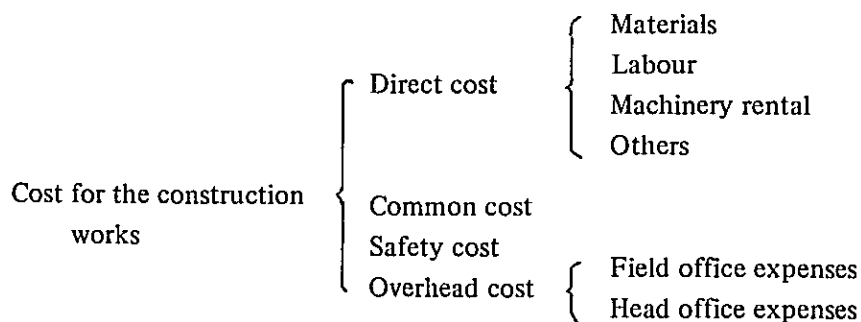 Cost for the construction
works
Direct cost
Materials
Labour
Machinery rental
Others
Common cost
Safety cost
Overhead cost
Field office expenses
Head office expenses